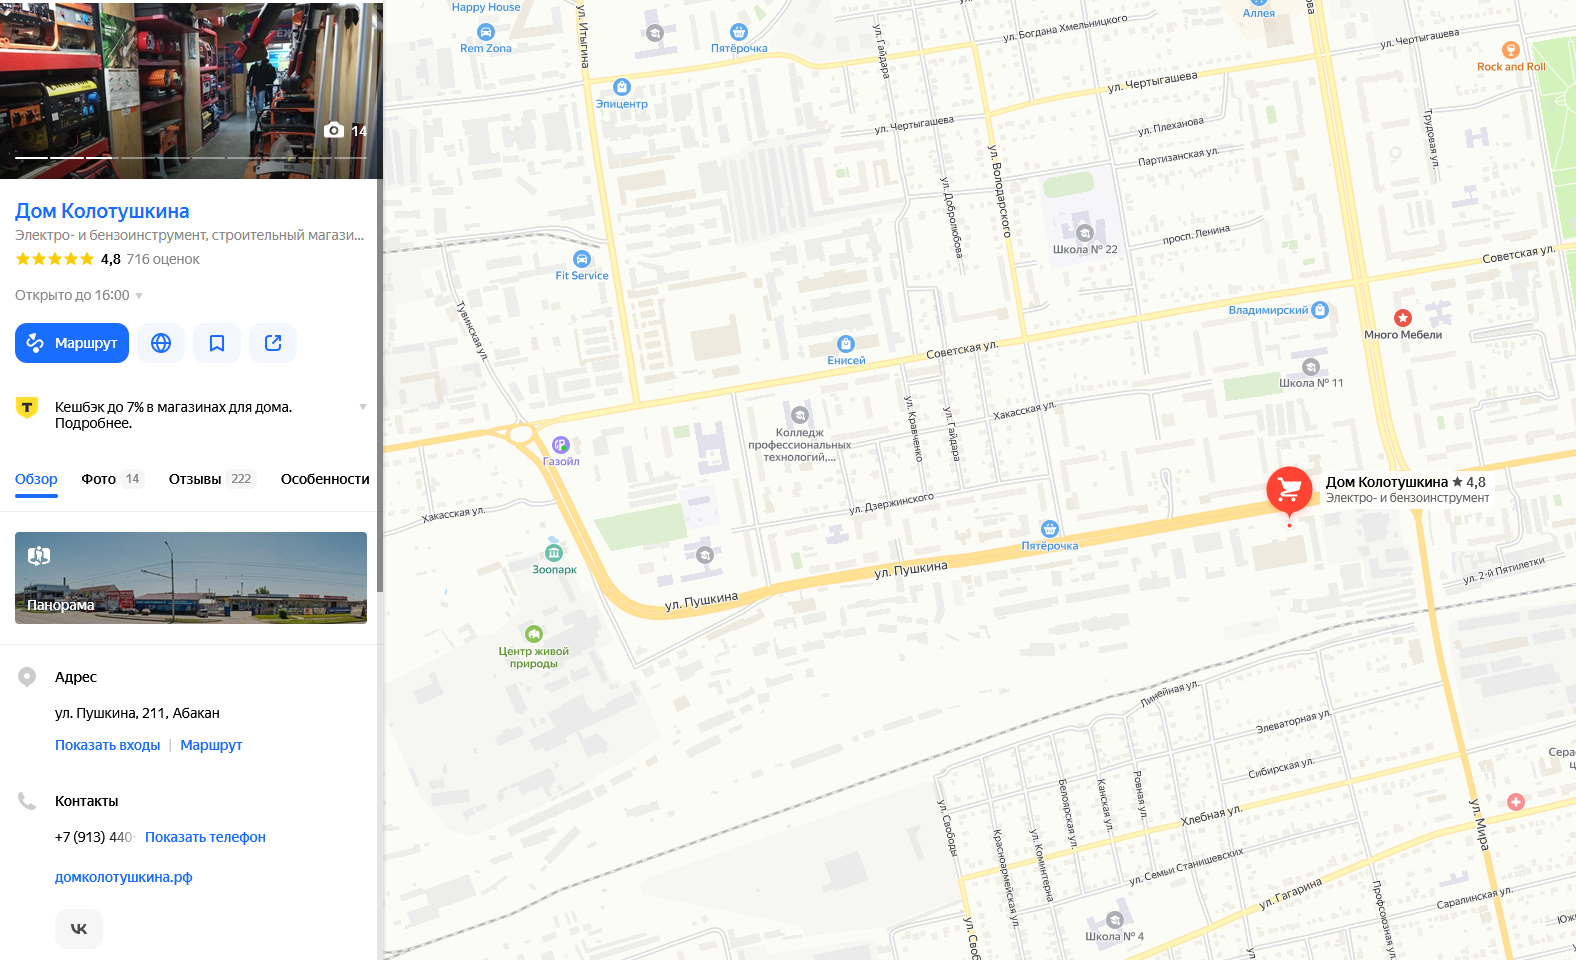 14
Дом Колотушкина
Электро- и бензоинструмент, строительный магази...
4,8 716 оценок
Открыто до 16:00
Маршрут
Кешбэк до 7% в магазинах для дома.
Подробнее.
Обзор
Фото 14
Отзывы 222
Особенности
Панорама
Адрес
ул. Пушкина, 211, Абакан
Показать входы | Маршрут
Контакты
+7 (913) 440
Показать телефон
домколотушкина.рф
Happy House
Rem Zona
ул. Итыгина
Пятёрочка
Эпицентр
ул. Гайдара
ул. Богдана Хмельницкого
Аллея
ул. Чертыгашева
Rock and Roll
ул. Чертыгашева
ул. Чертыгашева
ул. Плеханова
Партизанская ул.
Трудовая ул.
ул. Володарского
ул. Добролюбова
Школа № 22
просп. Ленина
Советская ул.
Fit Service
Тувинская ул.
Владимирский
Много Мебели
Енисей
Советская ул.
Школа № 11
Хакасская ул.
ул. Кравченко
ул. Гайдара
Колледж
профессиональных
технологий,...
Газойл
Хакасская ул.
ул. Дзержинского
Дом Колотушкина ★ 4,8
Электро- и бензоинструмент
Пятёрочка
Зоопарк
ул. Пушкина
ул. Пушкина
ул. 2-й Пятилетки
Центр живой
природы
Линейная ул.
Элеваторная ул.
Сибирская ул.
Белоярская ул.
Канская ул.
Ровная ул.
ул. Свободы
Красноармейская ул.
ул. Коминтерна
Хлебная ул.
ул. Мира
ул. Семьи Станишевских
ул. Гагарина
Профсоюзная ул.
Саралинская ул.
Школа № 4